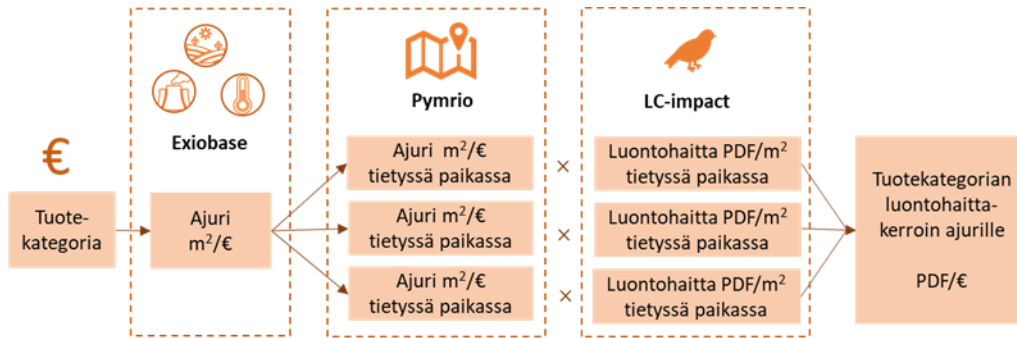 €
Tuote-
kategoria
Exiobase
Ajuri
m²/€
Pymrio
Ajuri m²/€
tietyssä paikassa
Ajuri m²/€
tietyssä paikassa
Ajuri m²/€
tietyssä paikassa
×
×
×
LC-impact
Luontohaitta PDF/m²
tietyssä paikassa
Luontohaitta PDF/m²
tietyssä paikassa
Luontohaitta PDF/m²
tietyssä paikassa
Tuotekategorian
luontohaitta-
kerroin ajurille
PDF/€